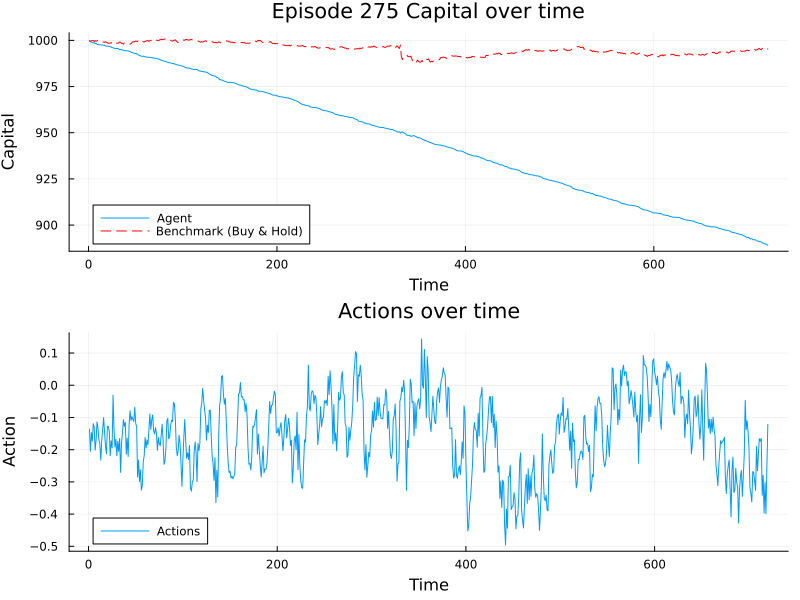 Episode 275 Capital over time
1000
975
950
925
900
Capital
Agent
Benchmark (Buy & Hold)
0 200 400 600
Time
Actions over time
0.1
0.0
−0.1
−0.2
−0.3
−0.4
−0.5
Action
Actions
0 200 400 600
Time